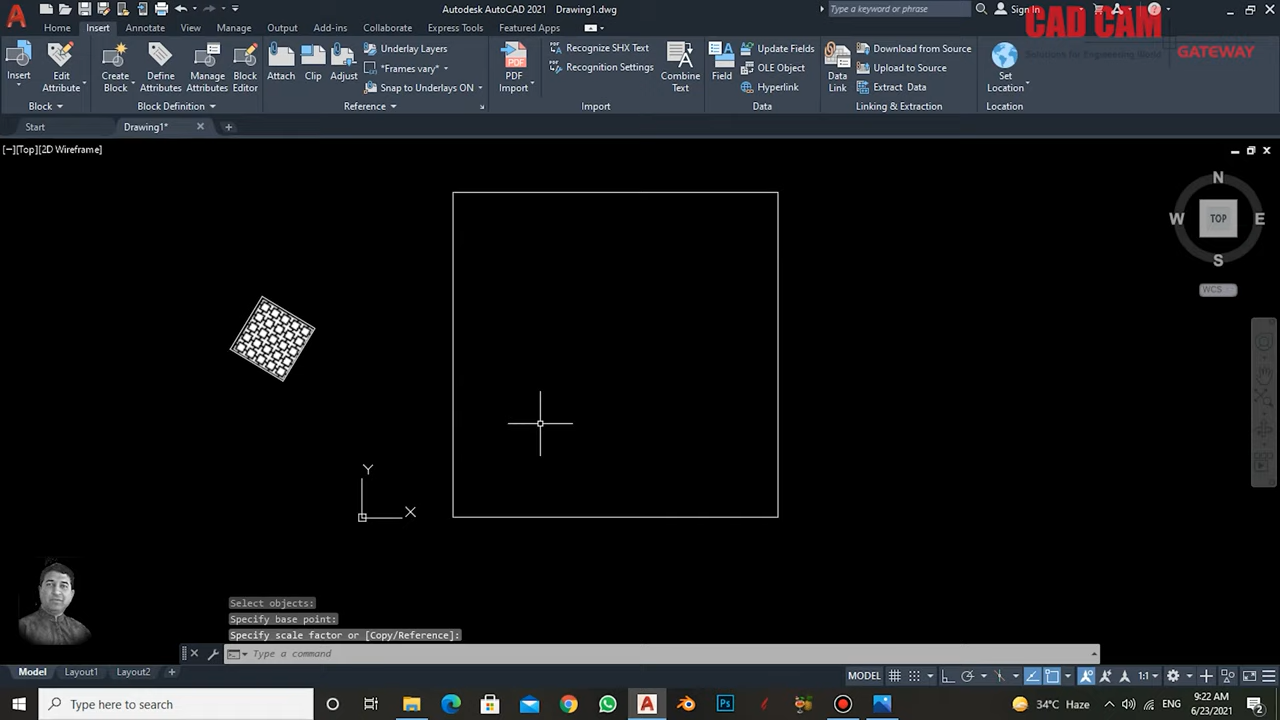 Autodesk AutoCAD 2021 Drawing1.dwg
Type a keyword or phrase
Sign In
CAD CAM
Solutions for Engineering World
GATEWAY
Home Insert Annotate View Manage Output Add-ins Collaborate Express Tools Featured Apps
Insert
Edit Attribute
Create Block
Define Attributes
Manage Attributes
Block Editor
Attach
Clip
Adjust
Underlay Layers
*Frames vary*
Snap to Underlays ON
PDF Import
Recognize SHX Text
Recognition Settings
Combine Text
Field
Update Fields
OLE Object
Hyperlink
Data Link
Download from Source
Upload to Source
Extract Data
Set Location
Block
Block Definition
Reference
Import
Data
Linking & Extraction
Location
Start
Drawing1*
[−][Top][2D Wireframe]
N
W
TOP
E
S
WCS
Y
X
Select objects:
Specify base point:
Specify scale factor or [Copy/Reference]:
Type a command
Model Layout1 Layout2
MODEL
1:1
Type here to search
Ps
34°C Haze
ENG
9:22 AM
6/23/2021
2